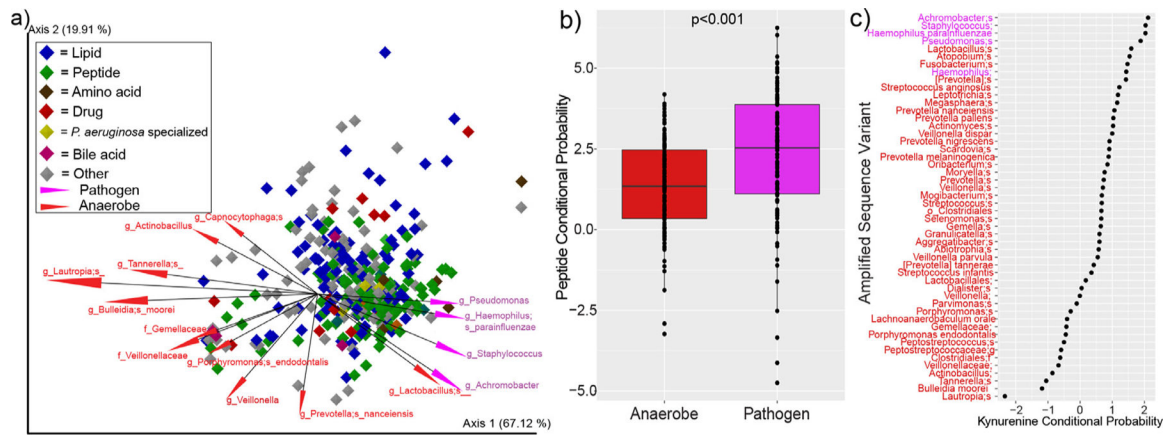 a)
Axis 2 (19.91 %)
= Lipid
= Peptide
= Amino acid
= Drug
= P. aeruginosa specialized
= Bile acid
= Other
Pathogen
Anaerobe
g_Capnocytophaga;s
g_Actinobacillus
g_Tannerella;s_
g_Lautropia;s_
g_Bulleidia;s_moorei
f_Gemellaceae
f_Veillonellaceae
g_Porphyromonas;s_endodontalis
g_Veillonella
g_Prevotella;s_nanceiensis
g_Lactobacillus;s__
g_Pseudomonas
g_Haemophilus;
s_parainfluenzae
g_Staphylococcus
g_Achromobacter
Axis 1 (67.12 %)
b)
p<0.001
Peptide Conditional Probability
5.0
2.5
0.0
−2.5
−5.0
Anaerobe
Pathogen
c)
Amplified Sequence Variant
Achromobacter;s
Staphylococcus;
Haemophilus parainfluenzae
Pseudomonas;s
Lactobacillus;s
Atopobium;s
Fusobacterium;s
Haemophilus;
[Prevotella];s
Streptococcus anginosus
Leptotrichia;s
Megasphaera;s
Prevotella nanceiensis
Prevotella pallens
Actinomyces;s
Veillonella dispar
Prevotella nigrescens
Scardovia;s
Prevotella melaninogenica
Oribacterium;s
Moryella;s
Prevotella;s
Veillonella;s
Mogibacterium;s
Streptococcus;s
o_Clostridiales
Selenomonas;s
Gemella;s
Granulicatella;s
Aggregatibacter;s
Abiotrophia;s
Veillonella parvula
[Prevotella] tannerae
Streptococcus infantis
Lactobacillales;
Dialister;s
Veillonella;
Parvimonas;s
Porphyromonas;s
Lachnoanaerobaculum orale
Gemellaceae;
Porphyromonas endodontalis
Peptostreptococcus;s
Peptostreptococcaceae;g
Clostridiales;f
Veillonellaceae;
Actinobacillus;
Tannerella;s
Bulleidia moorei
Lautropia;s
−2 −1 0 1 2
Kynurenine Conditional Probability